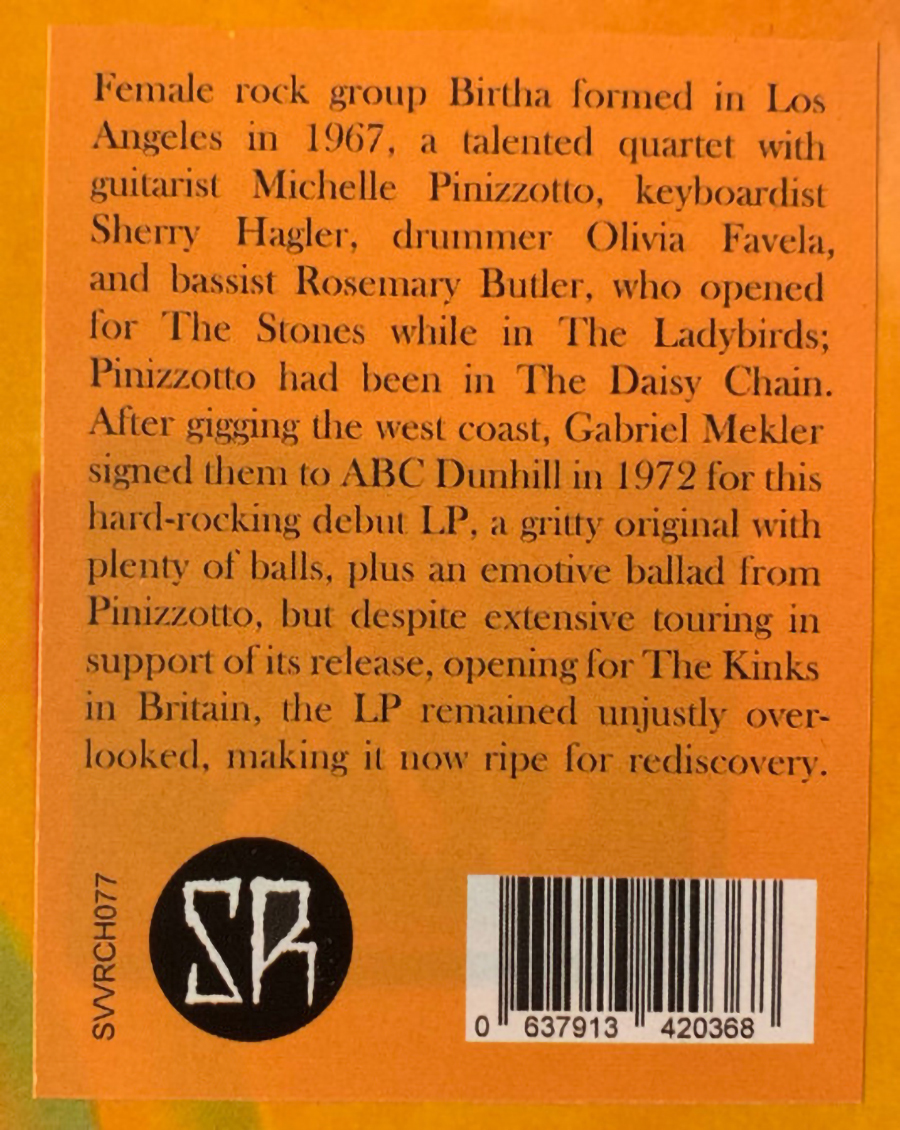 Female rock group Birtha formed in Los
Angeles in 1967, a talented quartet with
guitarist Michelle Pinizzotto, keyboardist
Sherry Hagler, drummer Olivia Favela,
and bassist Rosemary Butler, who opened
for The Stones while in The Ladybirds;
Pinizzotto had been in The Daisy Chain.
After gigging the west coast, Gabriel Mekler
signed them to ABC Dunhill in 1972 for this
hard-rocking debut LP, a gritty original with
plenty of balls, plus an emotive ballad from
Pinizzotto, but despite extensive touring in
support of its release, opening for The Kinks
in Britain, the LP remained unjustly over-
looked, making it now ripe for rediscovery.
SVVRCH077
SR
0 637913 420368